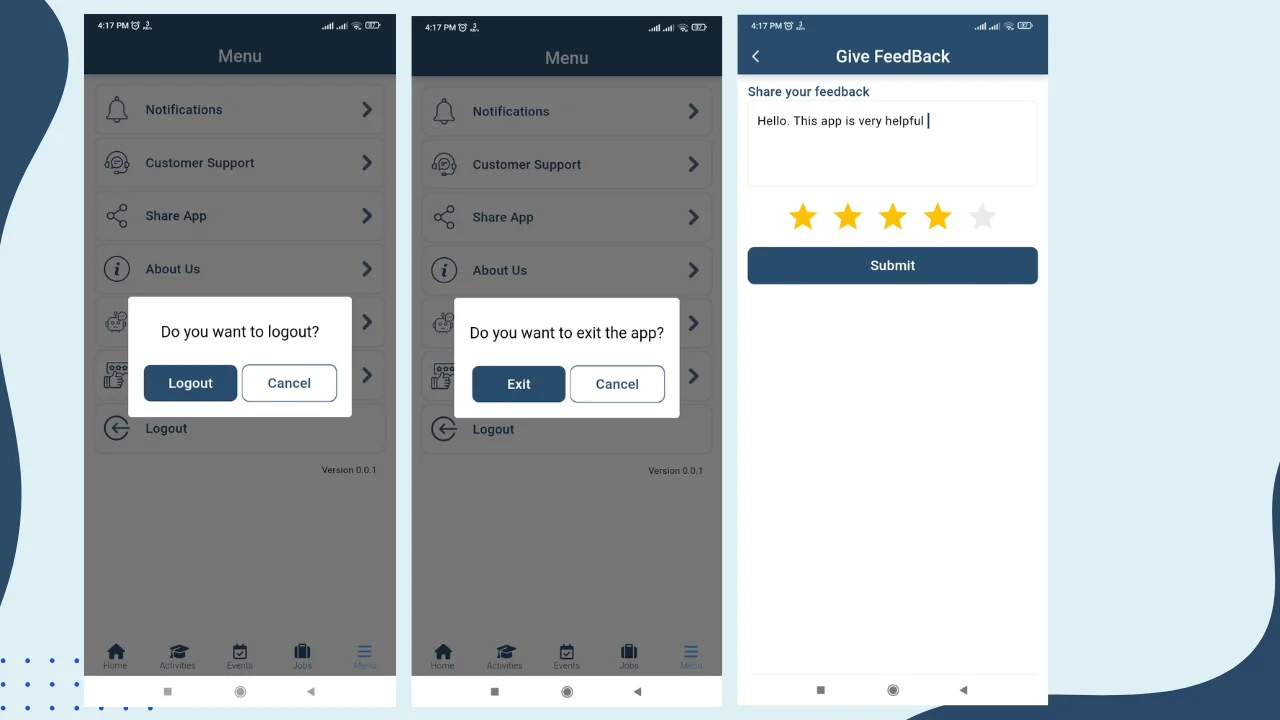 4:17 PM
Menu
Notifications
Customer Support
Share App
About Us
Do you want to logout?
Logout Cancel
Logout
Version 0.0.1
Home Activities Events Jobs Menu
4:17 PM
Menu
Notifications
Customer Support
Share App
About Us
Do you want to exit the app?
Exit Cancel
Logout
Version 0.0.1
Home Activities Events Jobs Menu
4:17 PM
Give FeedBack
Share your feedback
Hello. This app is very helpful
Submit